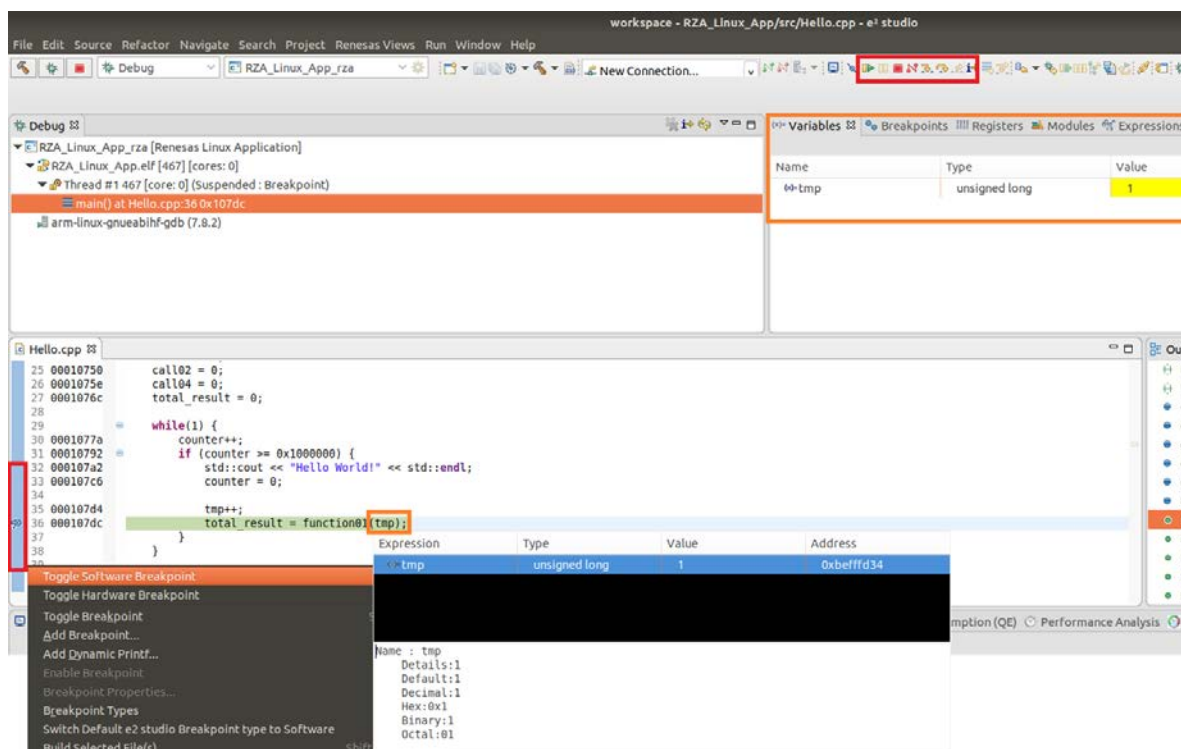 workspace - RZA_Linux_App/src/Hello.cpp - e² studio
File Edit Source Refactor Navigate Search Project Renesas Views Run Window Help
Debug RZA_Linux_App_rza New Connection...
Debug
Variables Breakpoints Registers Modules Expressions
RZA_Linux_App_rza [Renesas Linux Application]
RZA_Linux_App.elf [467] [cores: 0]
Thread #1 467 [core: 0] (Suspended : Breakpoint)
main() at Hello.cpp:36 0x107dc
arm-linux-gnueabihf-gdb (7.8.2)
Name Type Value
tmp unsigned long 1
Hello.cpp
Ou
25 00010750 call02 = 0;
26 0001075e call04 = 0;
27 0001076c total_result = 0;
28
29 while(1) {
30 0001077a counter++;
31 00010792 if (counter >= 0x1000000) {
32 000107a2 std::cout << "Hello World!" << std::endl;
33 000107c6 counter = 0;
34
35 000107d4 tmp++;
36 000107dc total_result = function01(tmp);
37 }
38 }
39
Expression Type Value Address
tmp unsigned long 1 0xbefffd34
Toggle Software Breakpoint
Toggle Hardware Breakpoint
Toggle Breakpoint
Add Breakpoint...
Add Dynamic Printf...
Enable Breakpoint
Breakpoint Properties...
Breakpoint Types
Switch Default e2 studio Breakpoint type to Software
Build Selected File(s) Shift
mption (QE) Performance Analysis
Name : tmp
Details:1
Default:1
Decimal:1
Hex:0x1
Binary:1
Octal:01